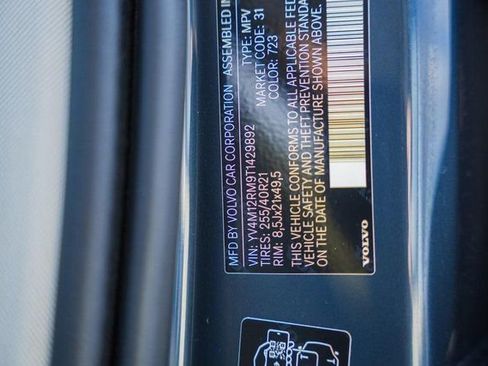 MFD BY VOLVO CAR CORPORATION ASSEMBLED IN
VIN: YV4M12RM9T1429892 TYPE: MPV
TIRES: 255/40R21 MARKET CODE: 31
RIM: 8,5Jx21x49,5 COLOR: 723
THIS VEHICLE CONFORMS TO ALL APPLICABLE FED
VEHICLE SAFETY AND THEFT PREVENTION STANDA
ON THE DATE OF MANUFACTURE SHOWN ABOVE.
VOLVO